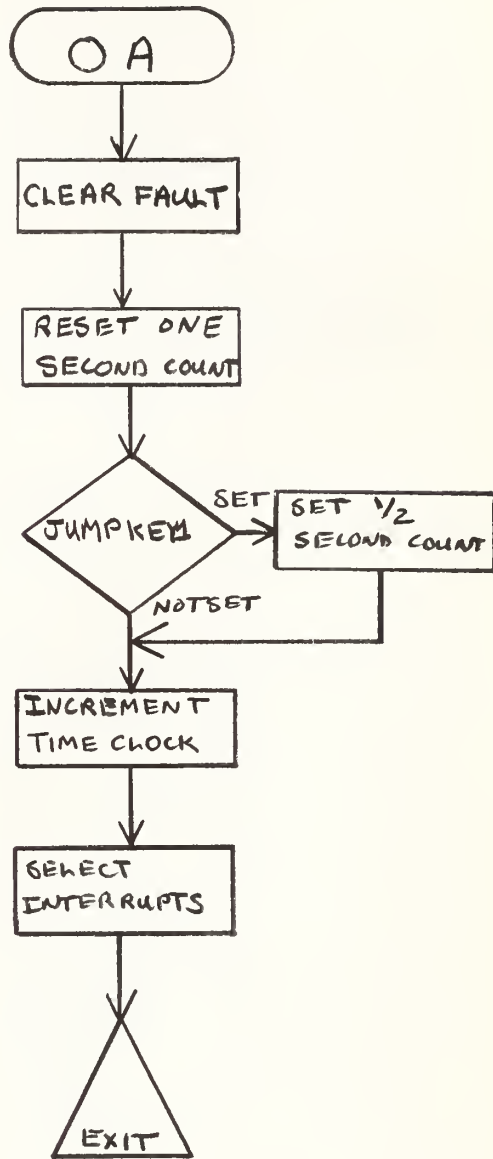 O A
CLEAR FAULT
RESET ONE
SECOND COUNT
JUMPKEY1
SET
SET 1/2
SECOND COUNT
NOTSET
INCREMENT
TIME CLOCK
SELECT
INTERRUPTS
EXIT